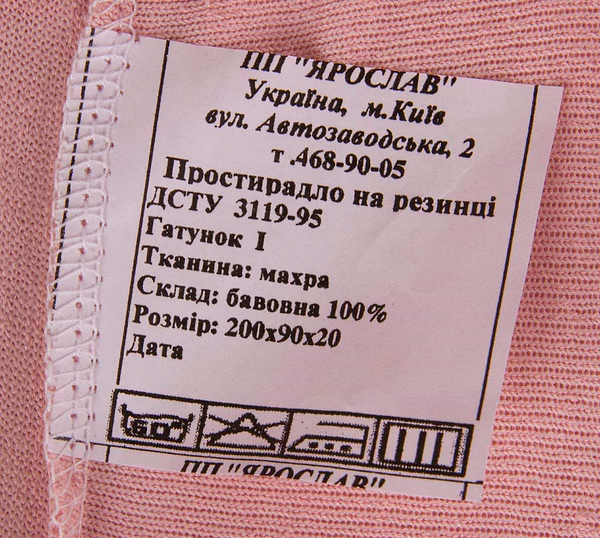 ПП "ЯРОСЛАВ"
Україна, м.Київ
вул. Автозаводська, 2
т .468-90-05
Простирадло на резинці
ДСТУ 3119-95
Гатунок I
Тканина: махра
Склад: бавовна 100%
Розмір: 200х90х20
Дата
60
ПП "ЯРОСЛАВ"